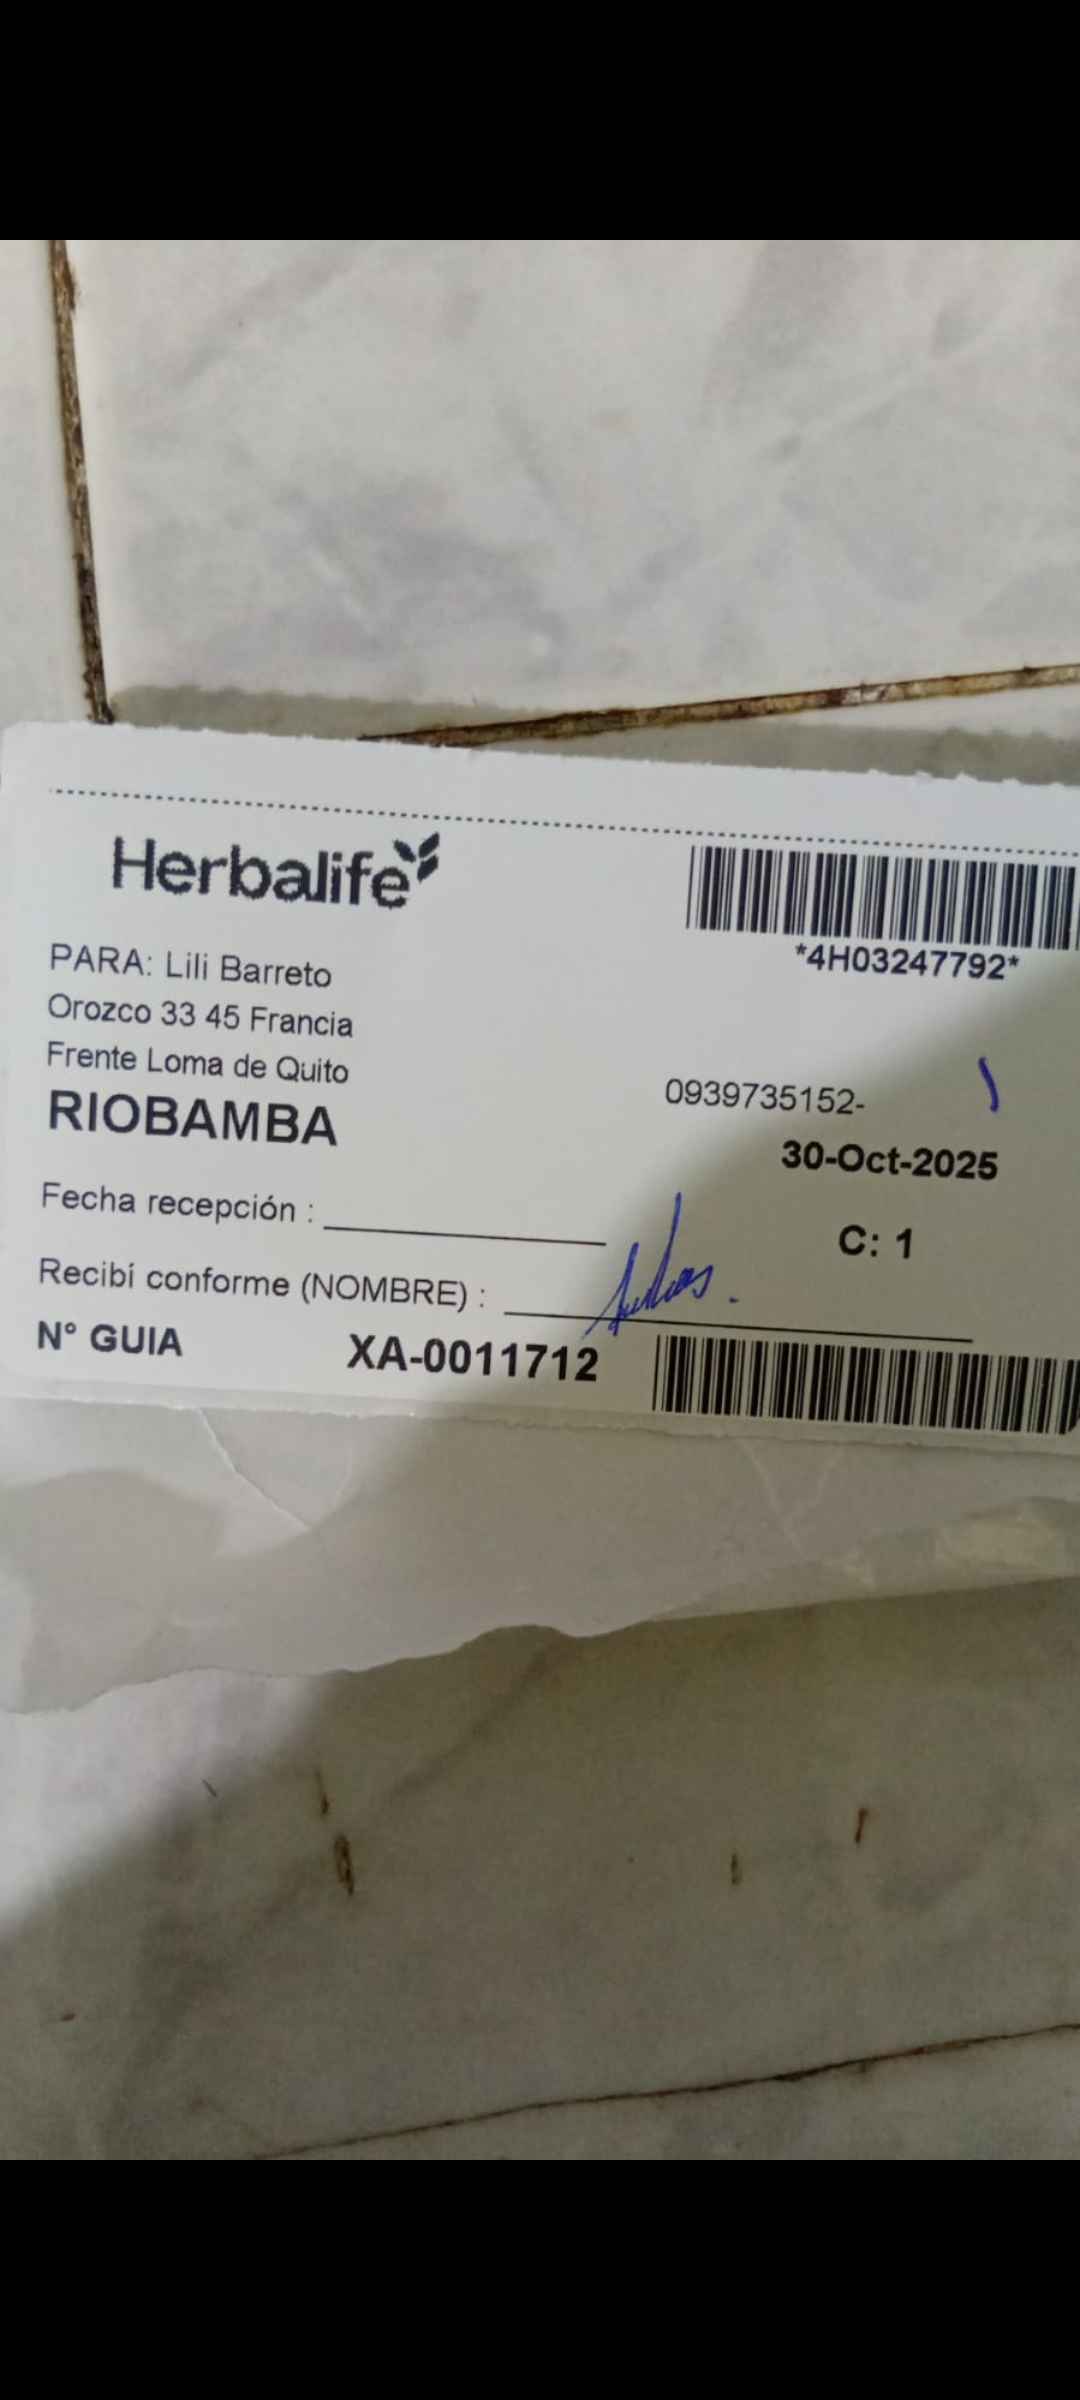 Herbalife
*4H03247792*
PARA: Lili Barreto
Orozco 33 45 Francia
Frente Loma de Quito
RIOBAMBA
0939735152-
30-Oct-2025
Fecha recepción :
C: 1
Recibí conforme (NOMBRE) :
N° GUIA XA-0011712